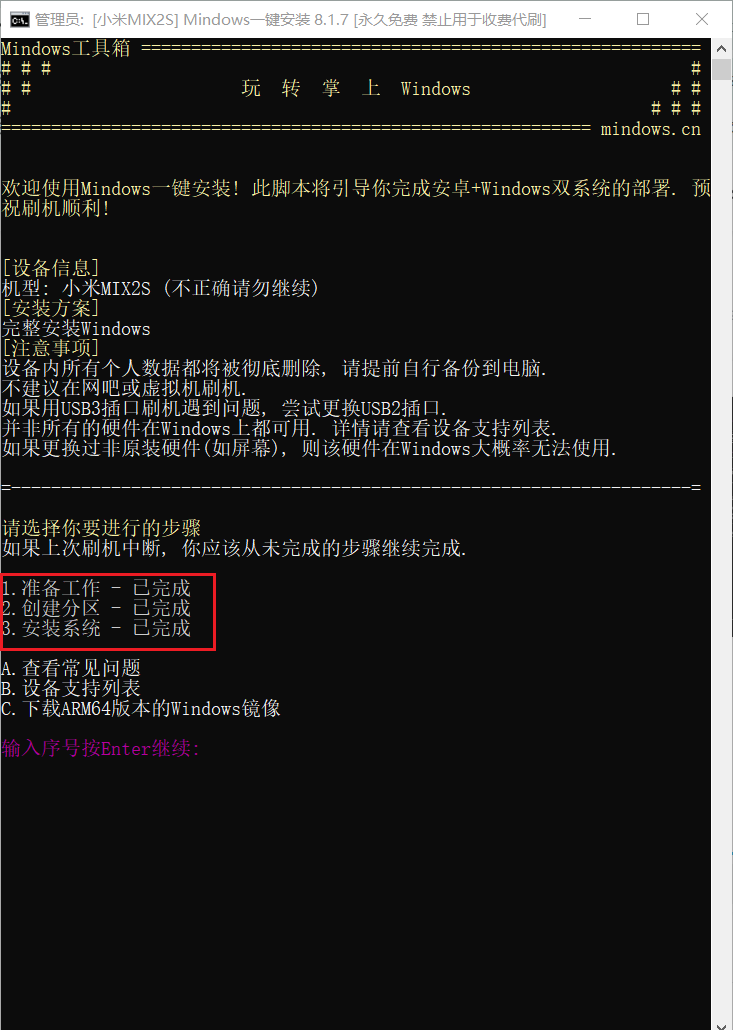 管理员: [小米MIX2S] Mindows一键安装 8.1.7 [永久免费 禁止用于收费代刷]
Mindows工具箱 ========================================================
# # # #
# # 玩 转 掌 上 Windows # #
# # # #
=========================================================== mindows.cn
欢迎使用Mindows一键安装! 此脚本将引导你完成安卓+Windows双系统的部署. 预
祝刷机顺利!
[设备信息]
机型: 小米MIX2S (不正确请勿继续)
[安装方案]
完整安装Windows
[注意事项]
设备内所有个人数据都将被彻底删除, 请提前自行备份到电脑.
不建议在网吧或虚拟机刷机.
如果用USB3插口刷机遇到问题, 尝试更换USB2插口.
并非所有的硬件在Windows上都可用. 详情请查看设备支持列表.
如果更换过非原装硬件(如屏幕), 则该硬件在Windows大概率无法使用.
=--------------------------------------------------------------------=
请选择你要进行的步骤
如果上次刷机中断, 你应该从未完成的步骤继续完成.
1.准备工作 - 已完成
2.创建分区 - 已完成
3.安装系统 - 已完成
A.查看常见问题
B.设备支持列表
C.下载ARM64版本的Windows镜像
输入序号按Enter继续: